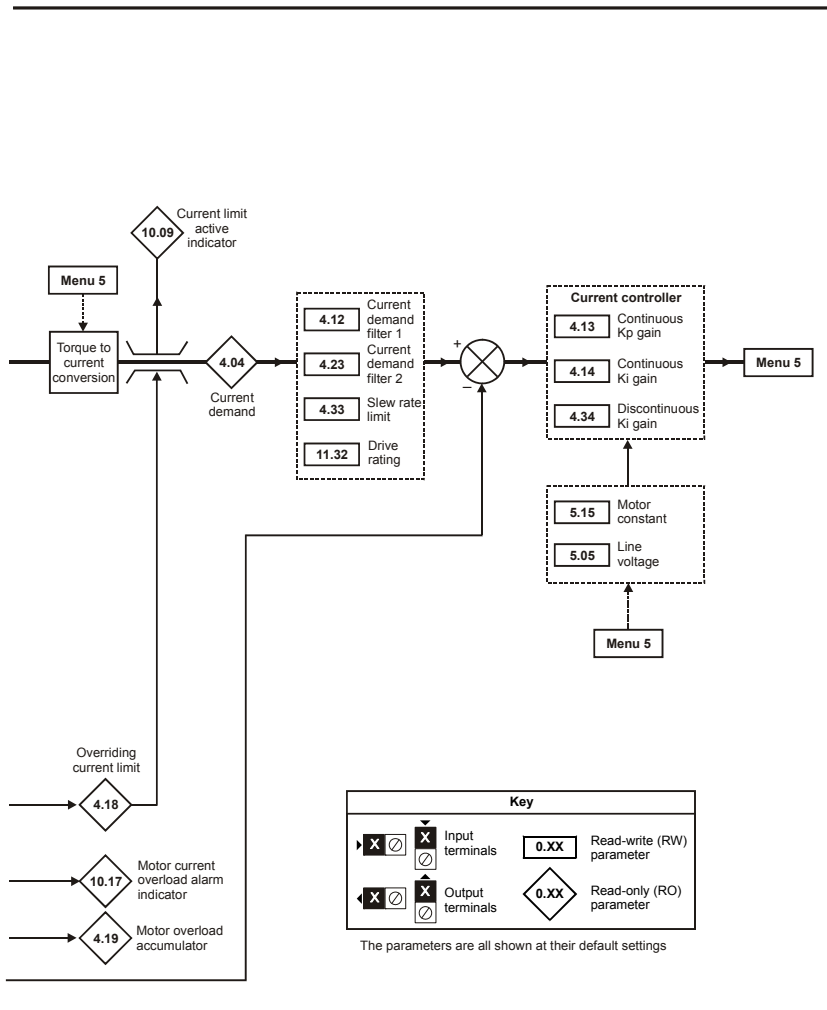 Current limit
active
indicator
10.09
Menu 5
Torque to
current
conversion
4.04
Current
demand
4.12
Current
demand
filter 1
4.23
Current
demand
filter 2
4.33
Slew rate
limit
11.32
Drive
rating
+
–
Current controller
4.13
Continuous
Kp gain
4.14
Continuous
Ki gain
4.34
Discontinuous
Ki gain
Menu 5
5.15
Motor
constant
5.05
Line
voltage
Menu 5
Overriding
current limit
4.18
10.17
Motor current
overload alarm
indicator
4.19
Motor overload
accumulator
Key
X
X
Input
terminals
0.XX
Read-write (RW)
parameter
X
X
Output
terminals
0.XX
Read-only (RO)
parameter
The parameters are all shown at their default settings